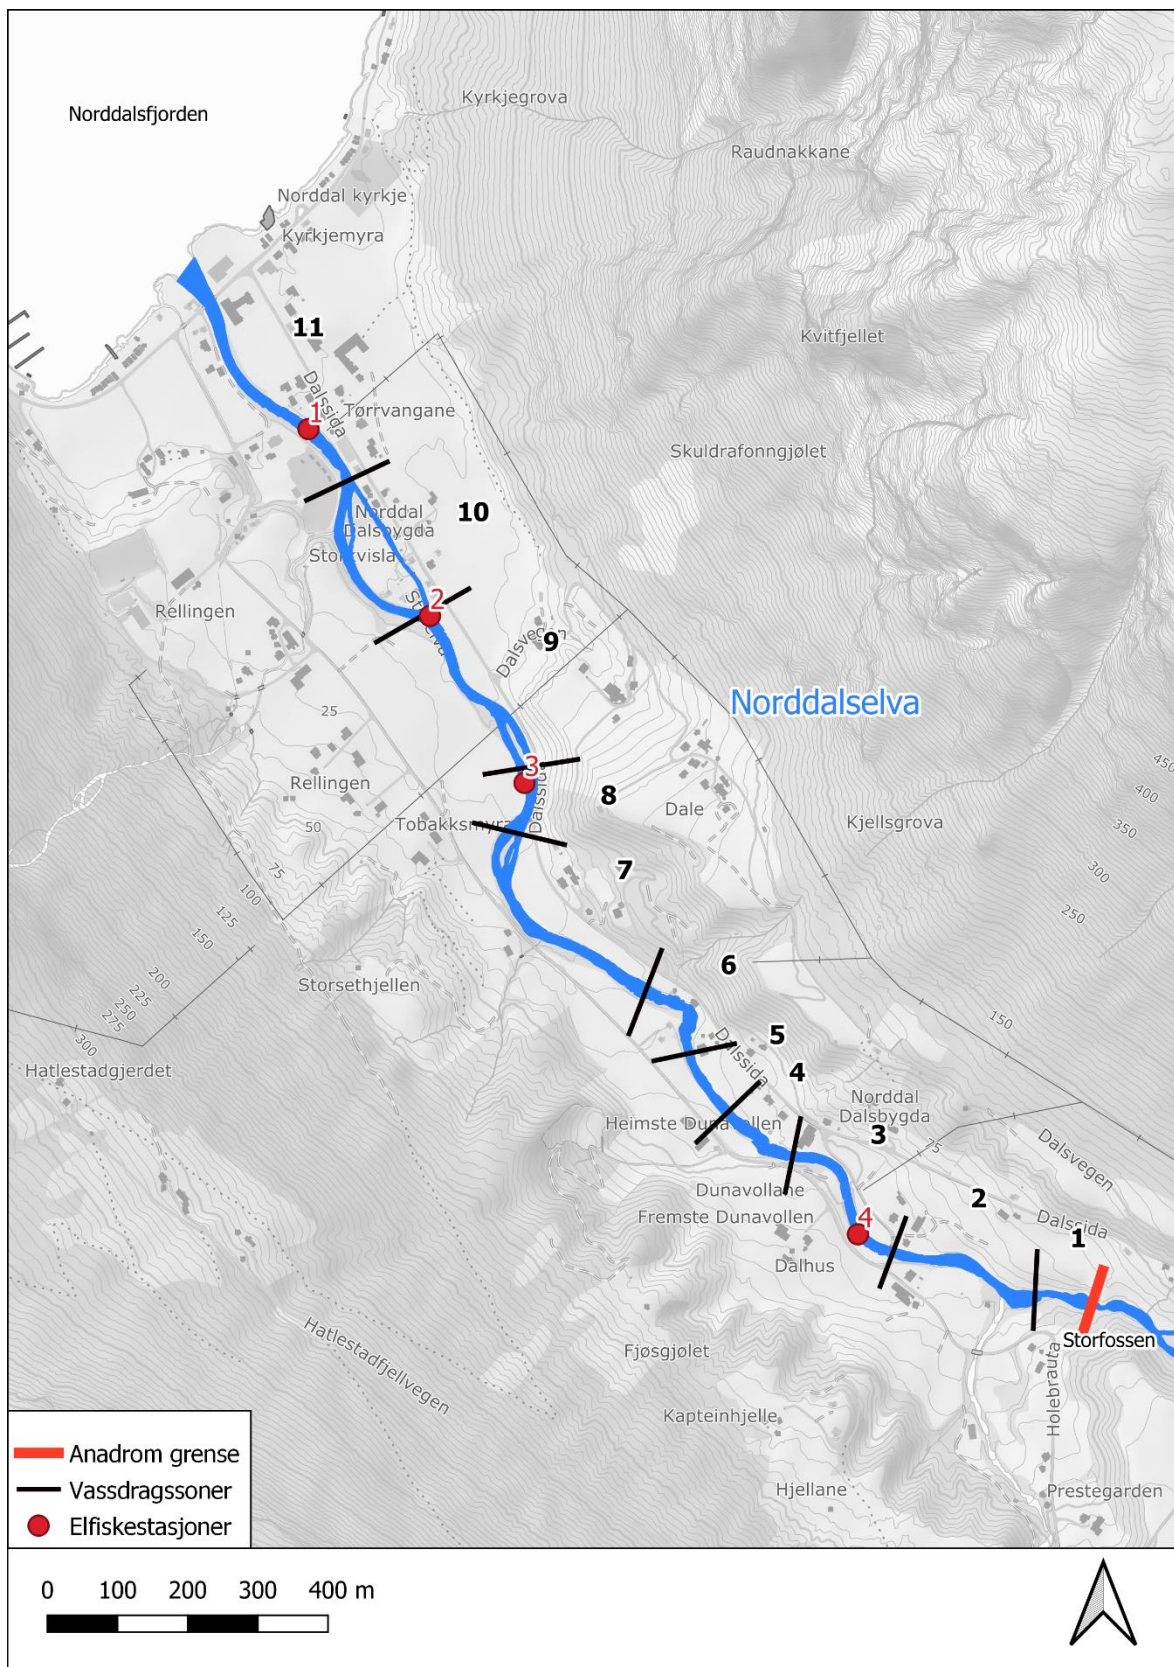 Norddalsfjorden
Kyrkjegrova
Raudnakkane
Norddal kyrkje
Kyrkjemyra
11
Kvitfjellet
Dalssida
1
Tørrvangane
Skuldrafonngjølet
10
Norddal
Dalsbygda
Storkvisla
2
Rellingen
9
Dalsvegen
Norddalselva
25
3
Rellingen
8
Dalssida
Dale
450
400
350
300
250
50
Tobakksmyra
Kjellsgrova
7
75
100
125
150
200
225
250
275
300
6
Storsethjellen
150
5
Dalssida
4
Hatlestadgjerdet
Norddal
Dalsbygda
Heimste Dunavollen
3
75
Dalsvegen
Dunavollane
2
Fremste Dunavollen
4
Dalssida
1
Dalhus
Storfossen
Hatlestadfjellvegen
Fjøsgjølet
Holebrauta
Kapteinhjelle
Hjellane
Prestegarden
Anadrom grense
Vassdragssoner
Elfiskestasjoner
0 100 200 300 400 m